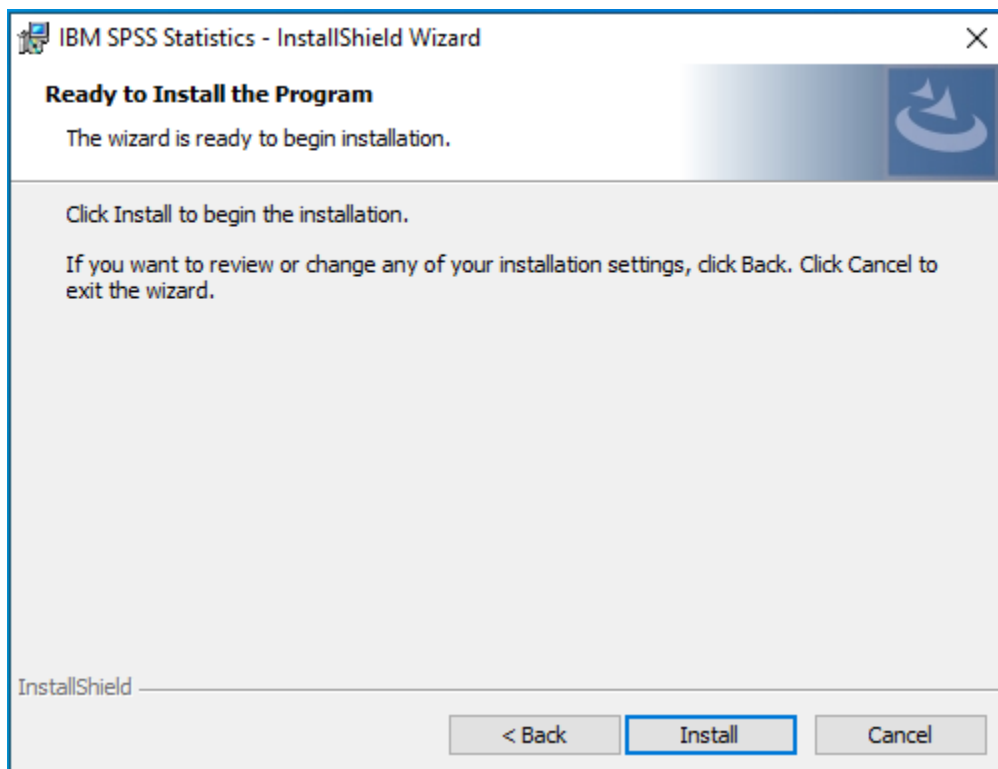 IBM SPSS Statistics - InstallShield Wizard
Ready to Install the Program
The wizard is ready to begin installation.
Click Install to begin the installation.
If you want to review or change any of your installation settings, click Back. Click Cancel to
exit the wizard.
InstallShield
< Back
Install
Cancel